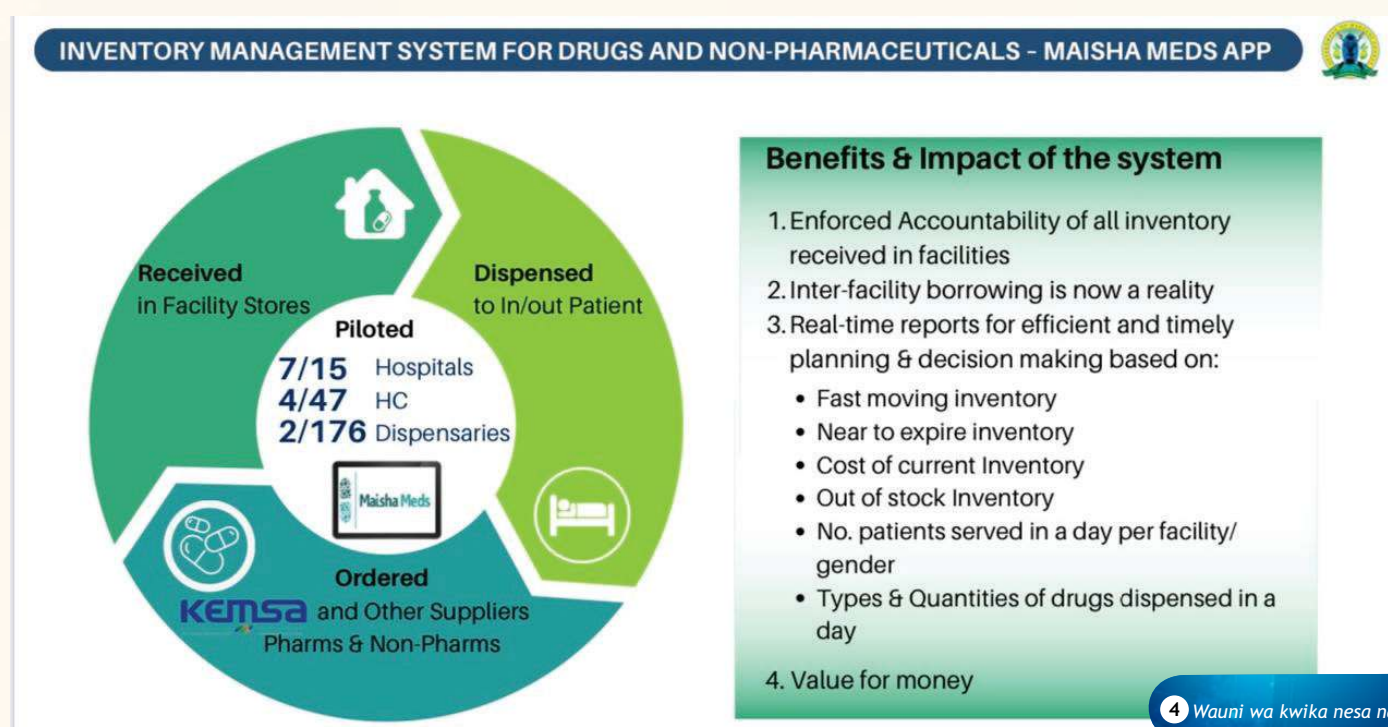 INVENTORY MANAGEMENT SYSTEM FOR DRUGS AND NON-PHARMACEUTICALS – MAISHA MEDS APP
Received
in Facility Stores
Dispensed
to In/out Patient
Piloted
7/15 Hospitals
4/47 HC
2/176 Dispensaries
Maisha Meds
Ordered
KEMSA and Other Suppliers
Pharms & Non-Pharms
Benefits & Impact of the system
1. Enforced Accountability of all inventory
received in facilities
2. Inter-facility borrowing is now a reality
3. Real-time reports for efficient and timely
planning & decision making based on:
• Fast moving inventory
• Near to expire inventory
• Cost of current Inventory
• Out of stock Inventory
• No. patients served in a day per facility/
gender
• Types & Quantities of drugs dispensed in a
day
4. Value for money
4 Wauni wa kwika nesa